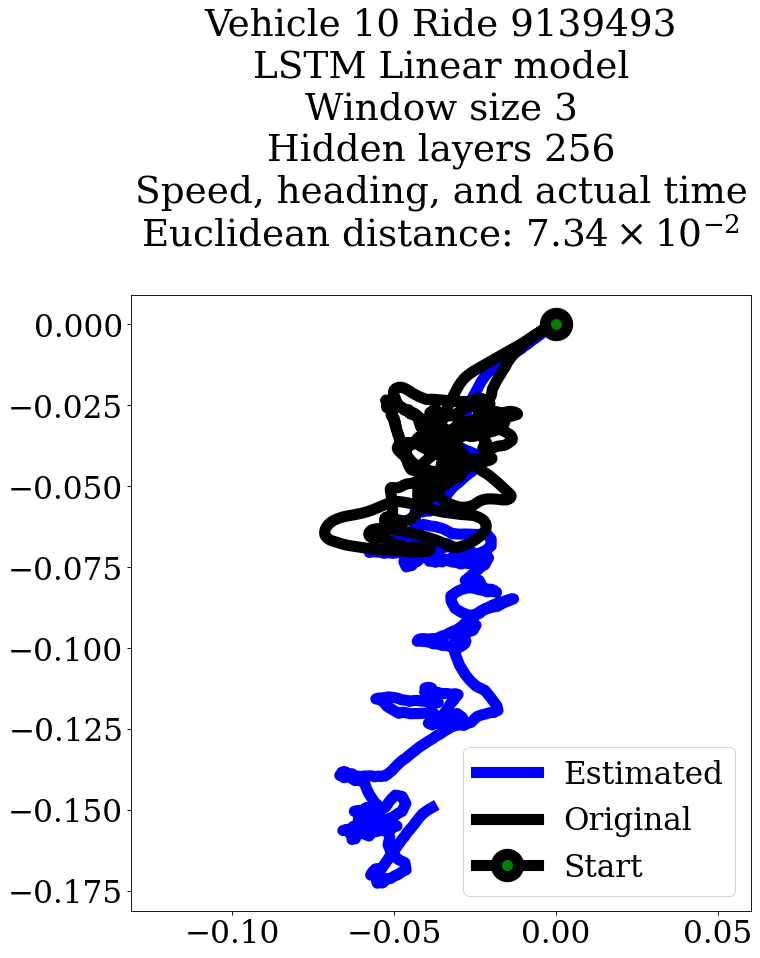 Vehicle 10 Ride 9139493
LSTM Linear model
Window size 3
Hidden layers 256
Speed, heading, and actual time
Euclidean distance: 7.34 × 10⁻²
0.000
−0.025
−0.050
−0.075
−0.100
−0.125
−0.150
−0.175
Estimated
Original
Start
−0.10
−0.05
0.00
0.05